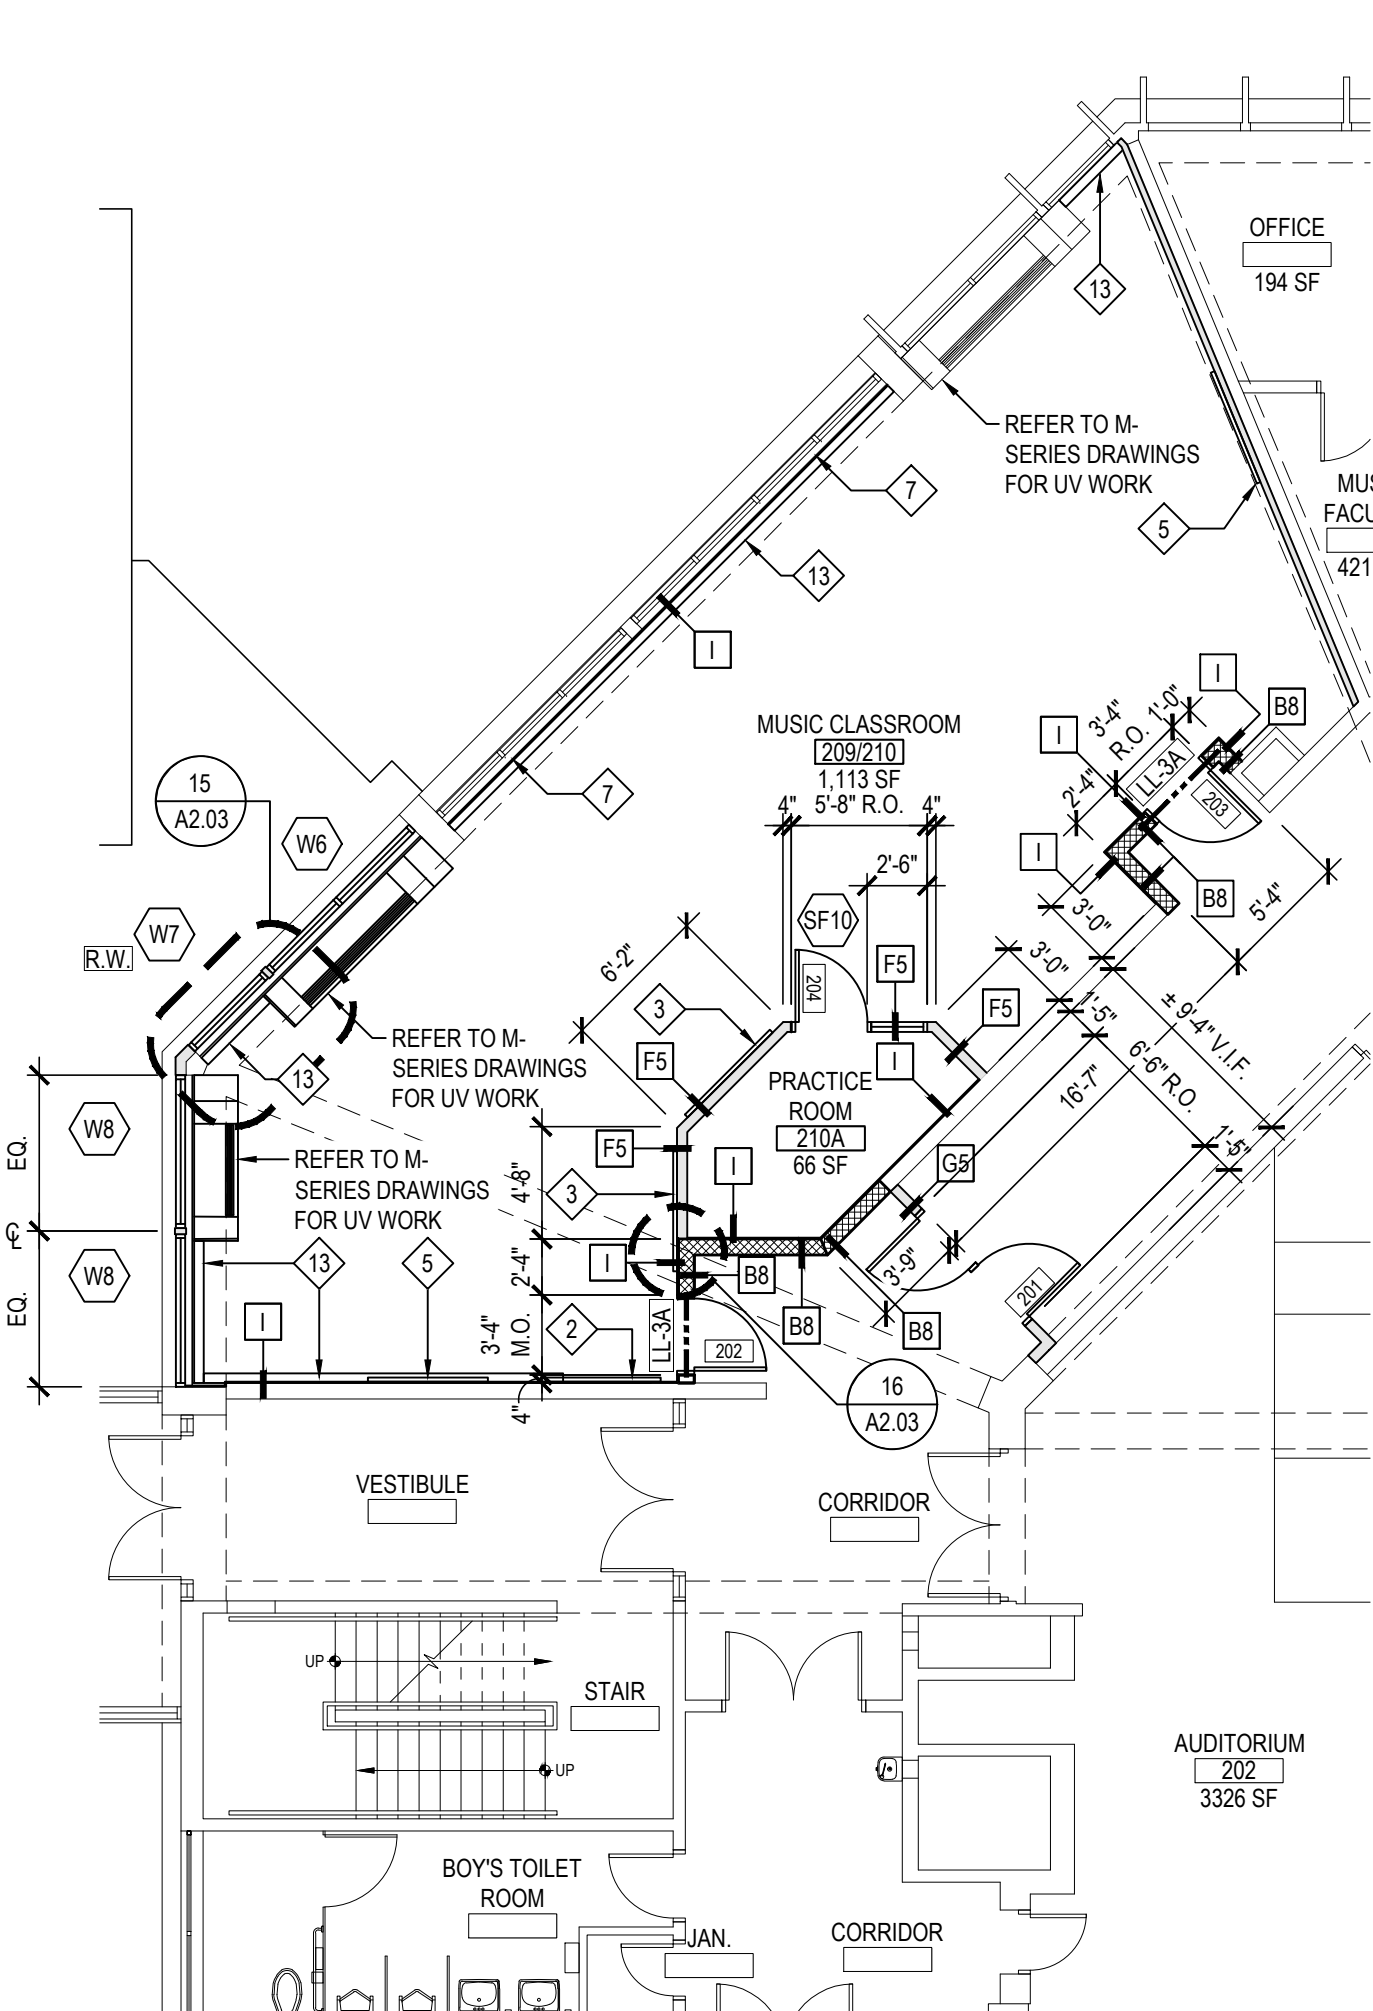 OFFICE
194 SF
13
REFER TO M-
SERIES DRAWINGS
FOR UV WORK
7
5
MUS
FACU
421
13
I
I
B8
1'-0"
3'-4"
R.O.
I
LL-3A
203
2'-4"
MUSIC CLASSROOM
209/210
1,113 SF
5'-8" R.O.
4"
4"
15
A2.03
7
W6
I
B8
5'-4"
2'-6"
3'-0"
SF10
W7
R.W.
6'-2"
F5
204
3'-0"
3
F5
1'-5"
± 9'-4" V.I.F.
REFER TO M-
SERIES DRAWINGS
FOR UV WORK
F5
I
6'-6" R.O.
13
PRACTICE
ROOM
210A
66 SF
16'-7"
W8
EQ.
F5
1'-5"
REFER TO M-
SERIES DRAWINGS
FOR UV WORK
I
G5
4'-8"
3
℄
W8
13
5
I
2'-4"
B8
3'-9"
201
EQ.
I
3'-4"
M.O.
2
LL-3A
202
B8
B8
4"
16
A2.03
VESTIBULE
CORRIDOR
UP
STAIR
UP
AUDITORIUM
202
3326 SF
BOY'S TOILET
ROOM
JAN.
CORRIDOR